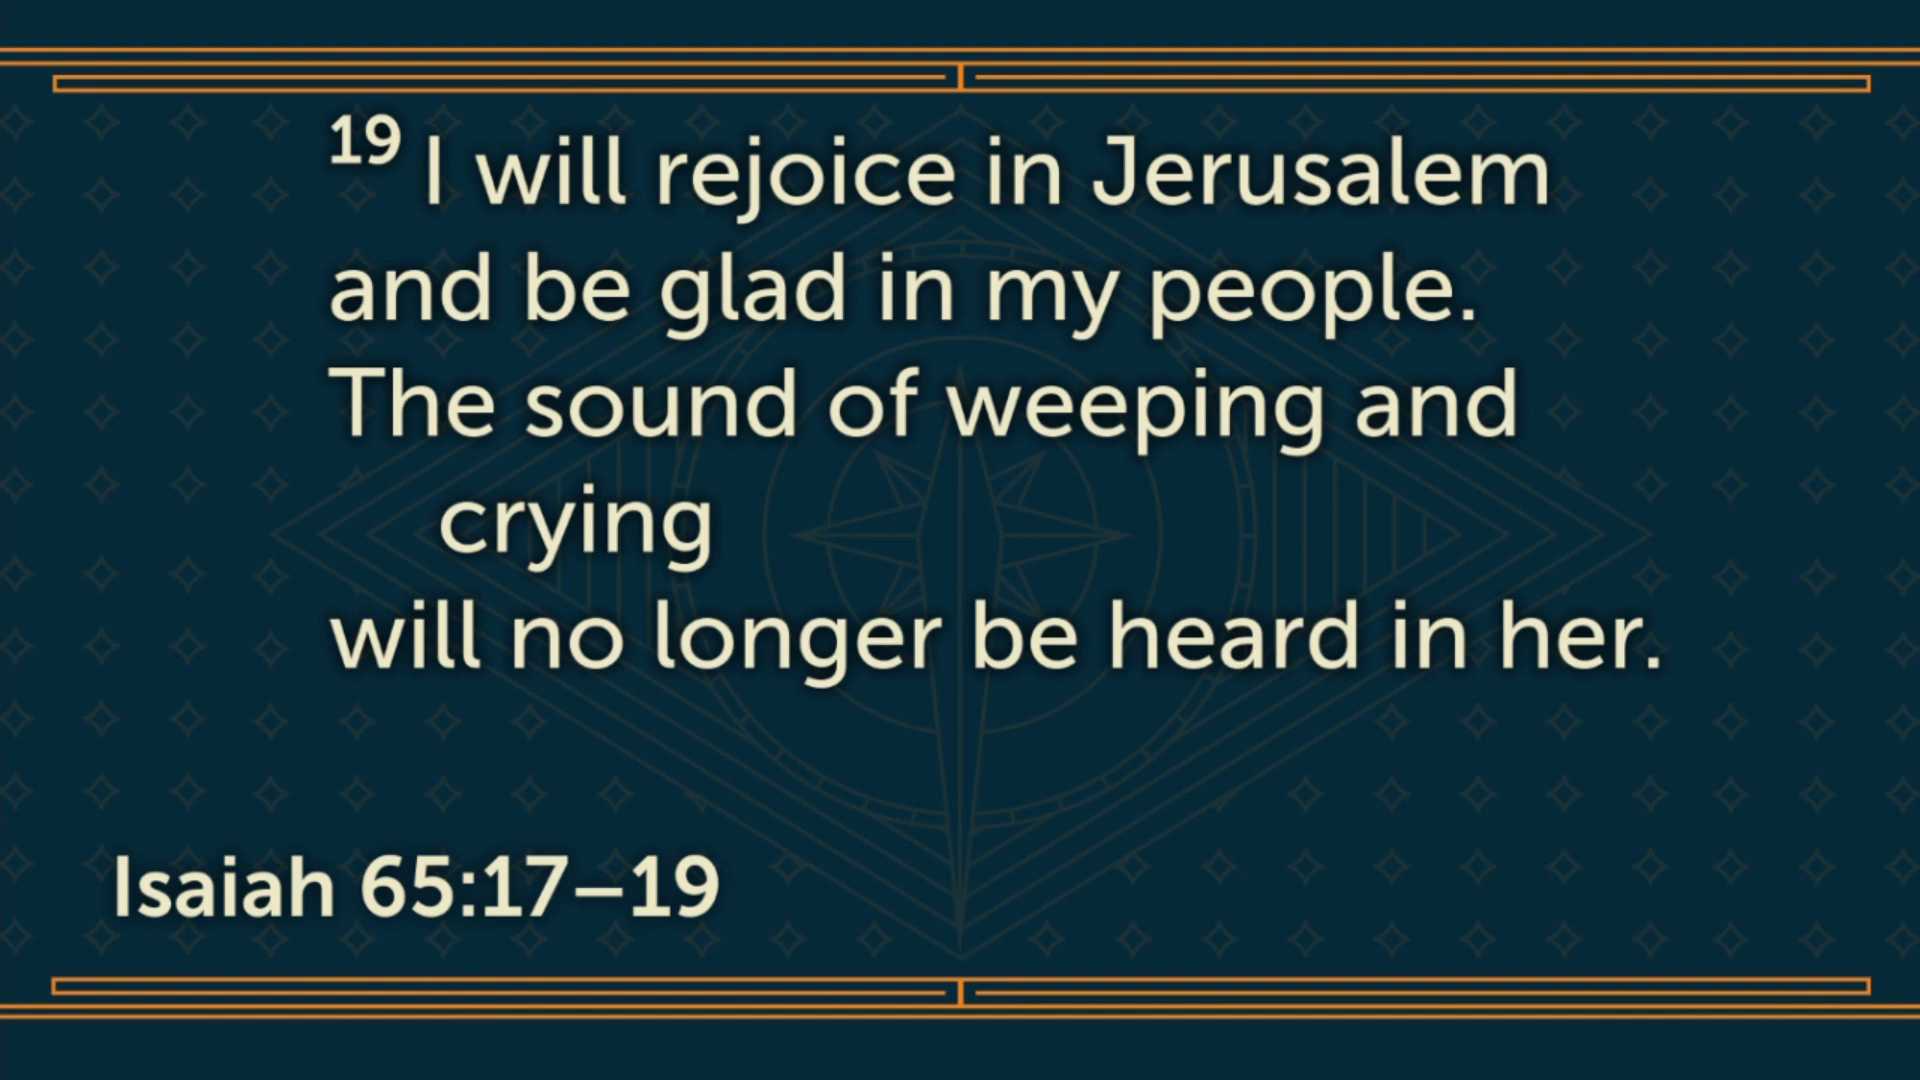 19 I will rejoice in Jerusalem
and be glad in my people.
The sound of weeping and
crying
will no longer be heard in her.
Isaiah 65:17–19